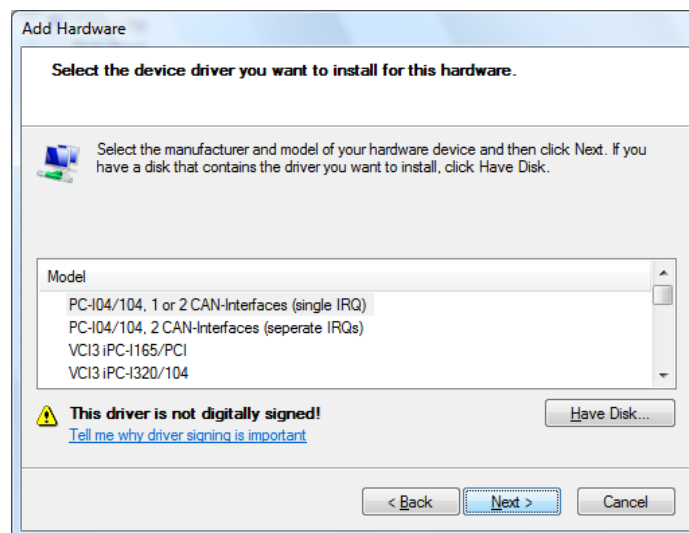 Add Hardware
Select the device driver you want to install for this hardware.
Select the manufacturer and model of your hardware device and then click Next. If you
have a disk that contains the driver you want to install, click Have Disk.
Model
PC-I04/104, 1 or 2 CAN-Interfaces (single IRQ)
PC-I04/104, 2 CAN-Interfaces (seperate IRQs)
VCI3 iPC-I165/PCI
VCI3 iPC-I320/104
This driver is not digitally signed!
Have Disk...
Tell me why driver signing is important
< Back
Next >
Cancel